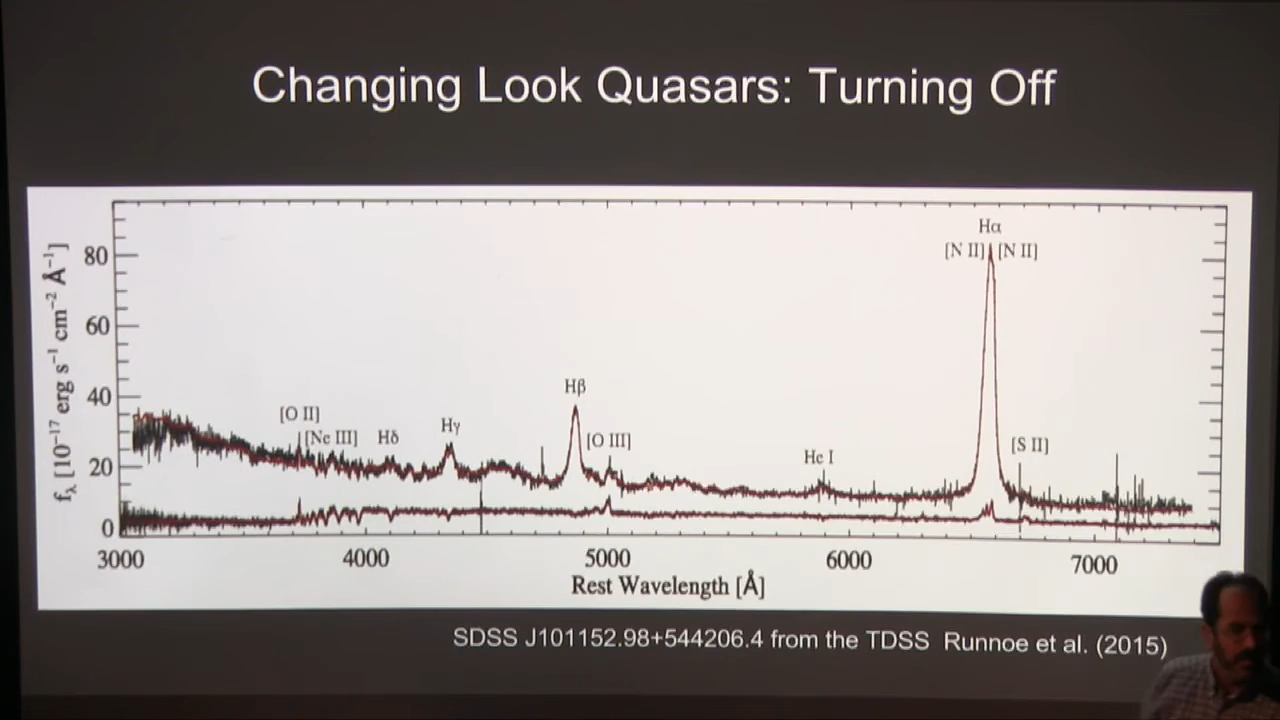 Changing Look Quasars: Turning Off
fλ [10⁻¹⁷ erg s⁻¹ cm⁻² Å⁻¹]
80
60
40
20
0
[O II]
[Ne III]
Hδ
Hγ
Hβ
[O III]
He I
Hα
[N II] [N II]
[S II]
3000 4000 5000 6000 7000
Rest Wavelength [Å]
SDSS J101152.98+544206.4 from the TDSS Runnoe et al. (2015)